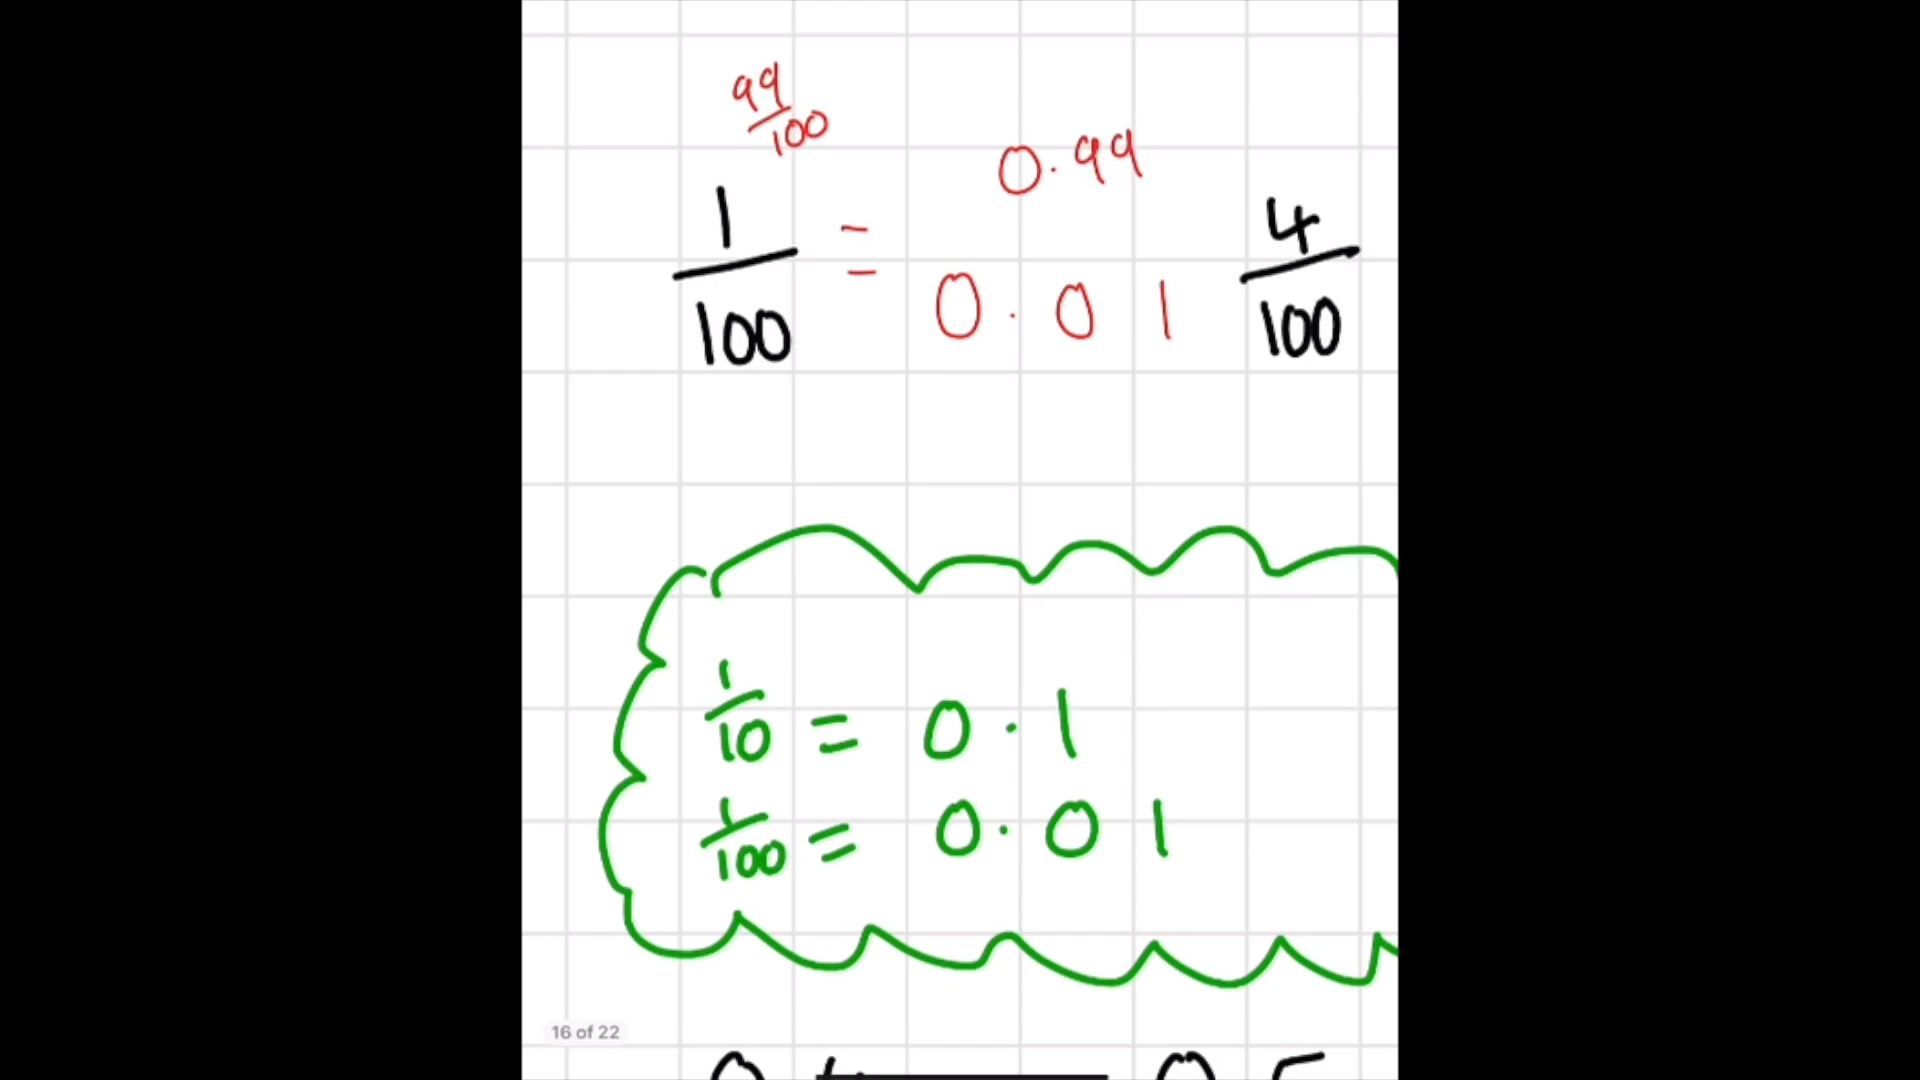 99/100
0.99
1/100 = 0.01 4/100
1/10 = 0.1
1/100 = 0.01
16 of 22